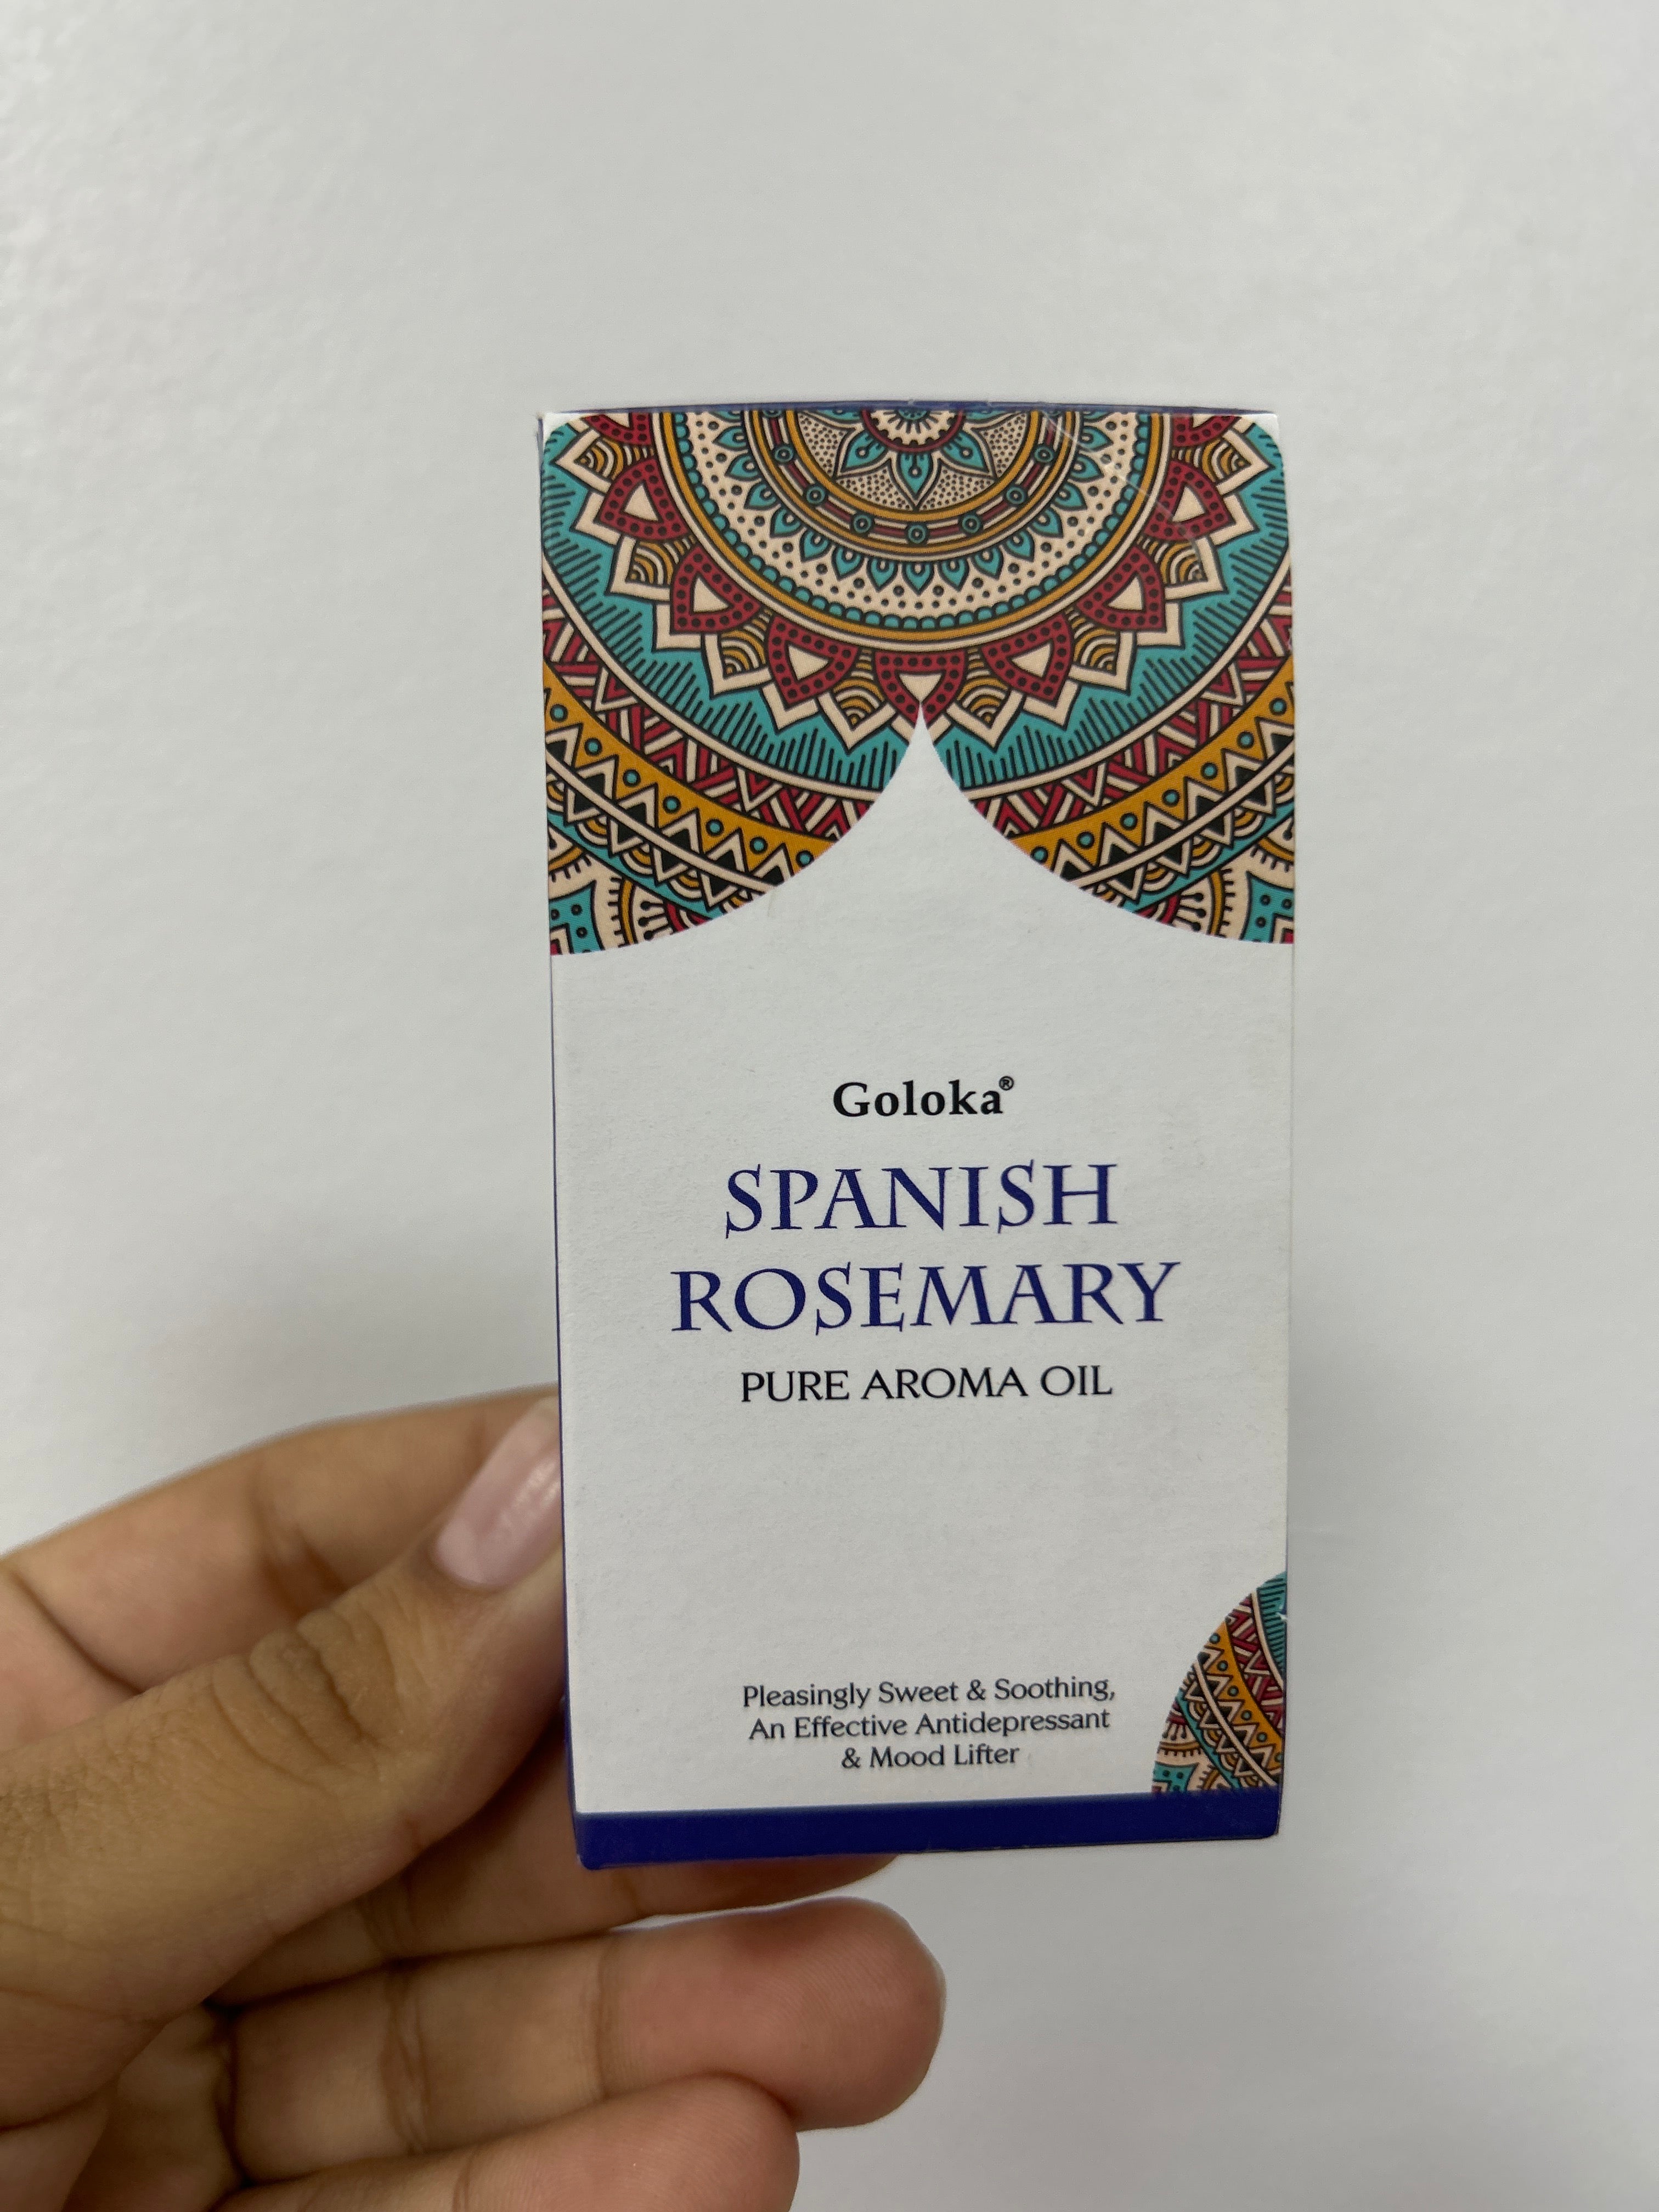 Goloka®
SPANISH
ROSEMARY
PURE AROMA OIL
Pleasingly Sweet & Soothing,
An Effective Antidepressant
& Mood Lifter